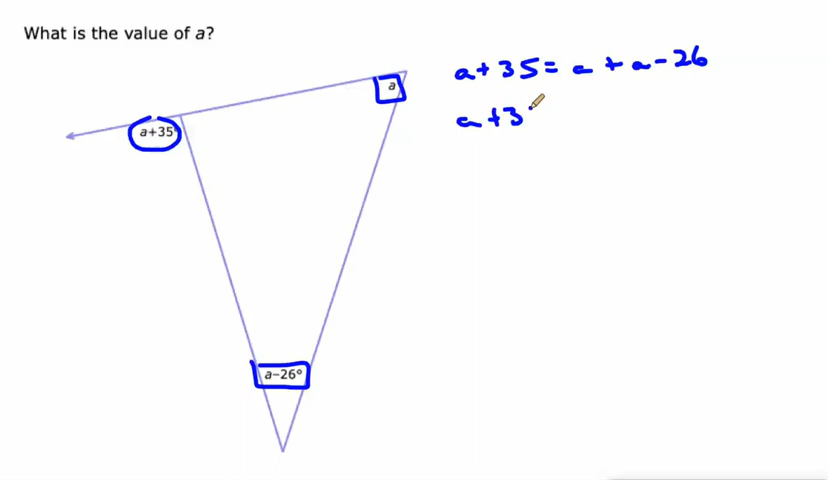 What is the value of a?
a+35=a+a-26
a
a+35°
a+3
a−26°